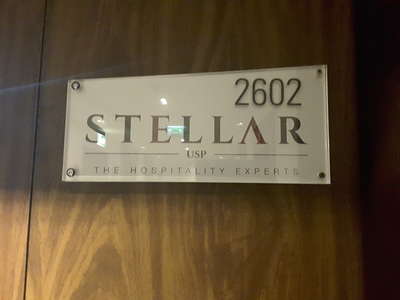 2602
STELLAR
USP
THE HOSPITALITY EXPERTS